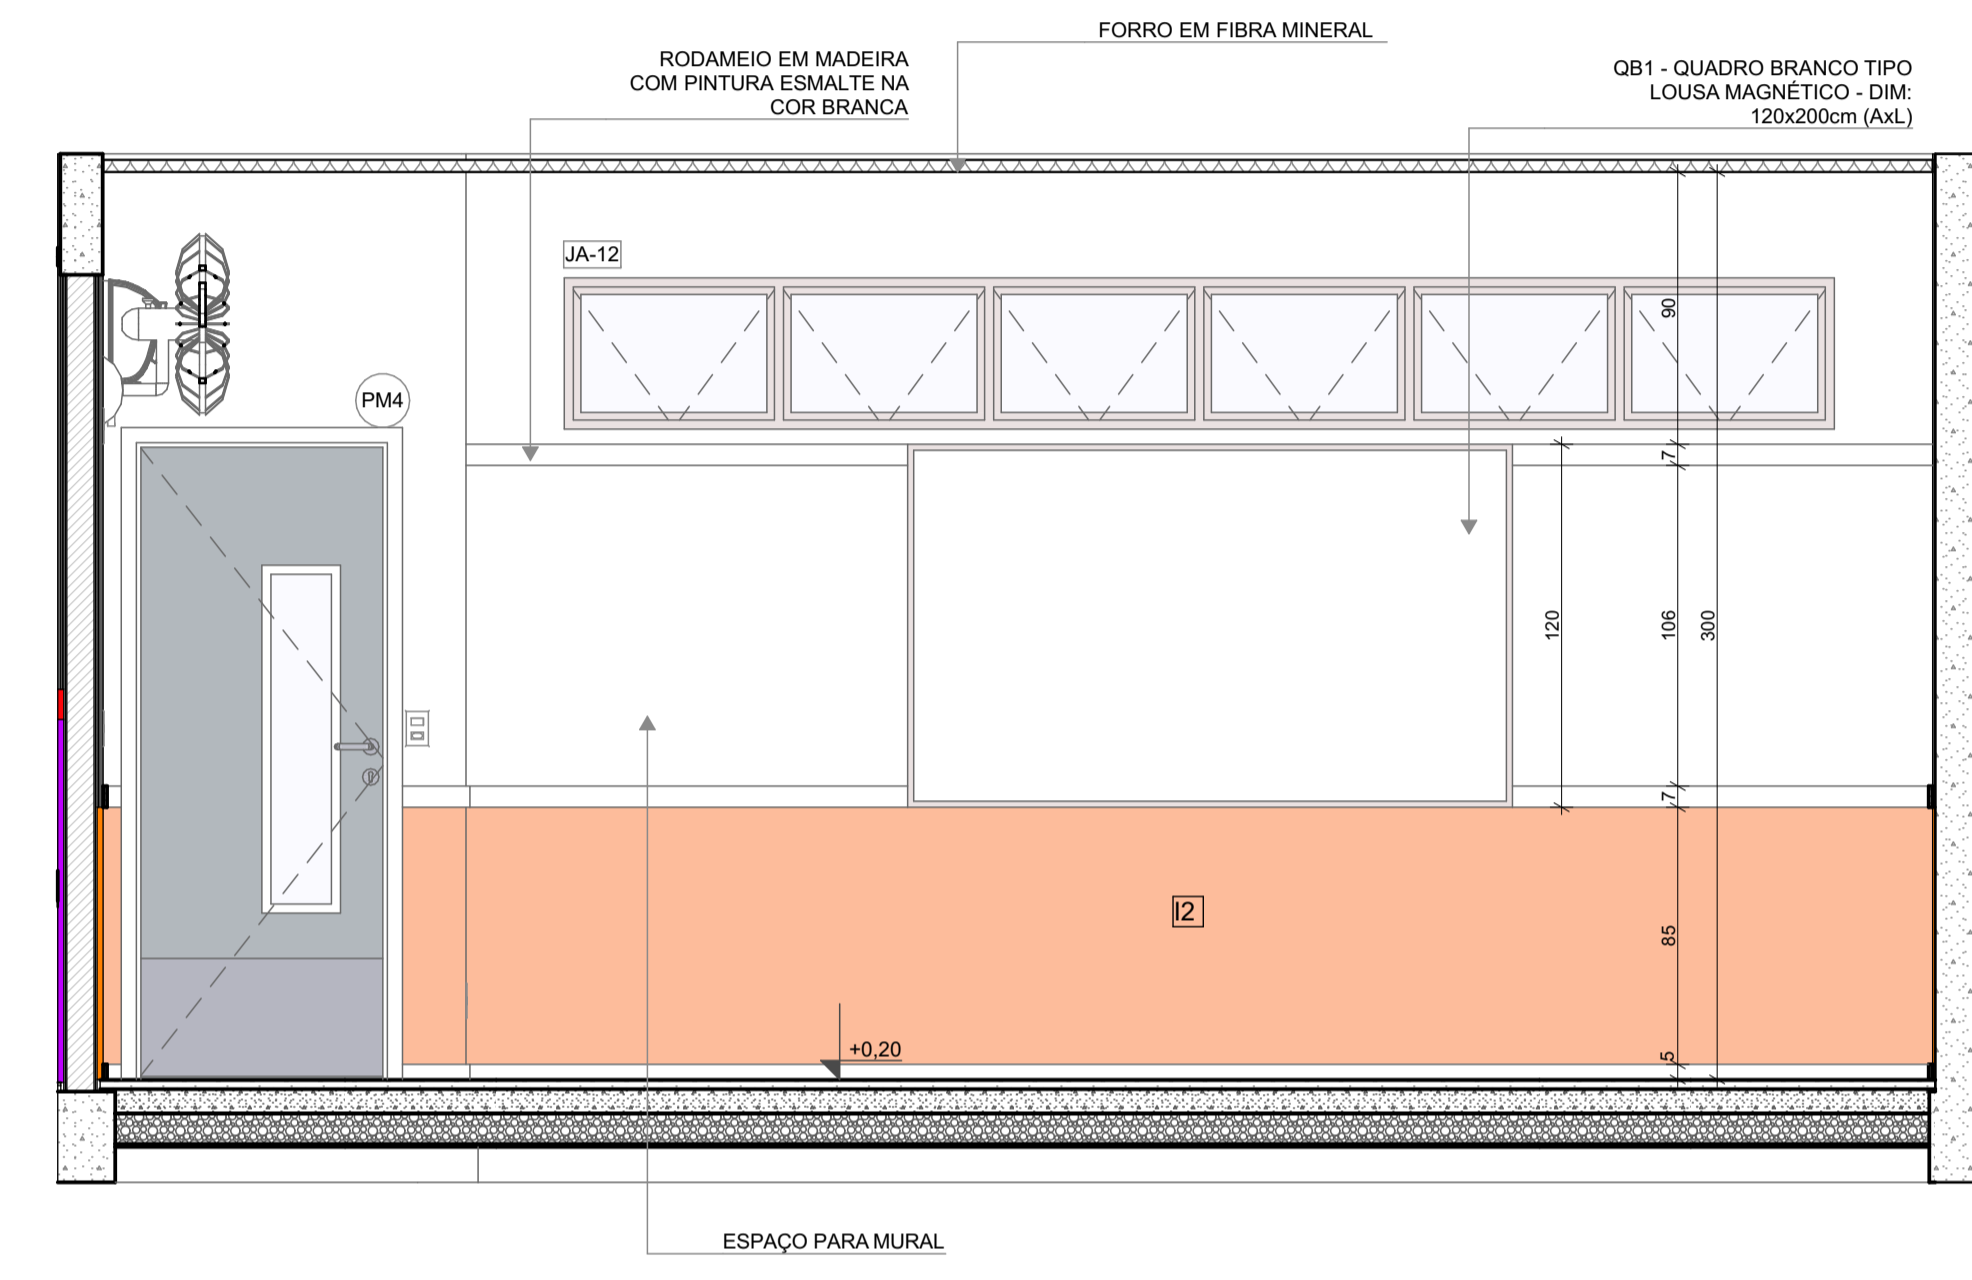 FORRO EM FIBRA MINERAL
RODAMEIO EM MADEIRA
COM PINTURA ESMALTE NA
COR BRANCA
QB1 - QUADRO BRANCO TIPO
LOUSA MAGNÉTICO - DIM:
120x200cm (AxL)
JA-12
90
PM4
7
120
106
300
7
I2
85
+0,20
5
ESPAÇO PARA MURAL